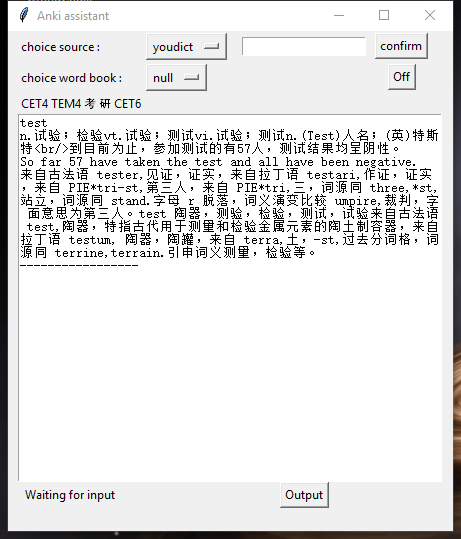 Anki assistant
choice source :
youdict
confirm
choice word book :
null
Off
CET4 TEM4 考 研 CET6
test
n.试验；检验vt.试验；测试vi.试验；测试n.(Test)人名；(英)特斯
特<br/>到目前为止，参加测试的有57人，测试结果均呈阴性。
So far 57 have taken the test and all have been negative.
来自古法语 tester,见证，证实，来自拉丁语 testari,作证，证实
，来自 PIE*tri-st,第三人，来自 PIE*tri,三，词源同 three,*st,
站立，词源同 stand.字母 r 脱落，词义演变比较 umpire,裁判，字
面意思为第三人。test 陶器，测验，检验，测试，试验来自古法语
test,陶器，特指古代用于测量和检验金属元素的陶土制容器，来自
拉丁语 testum, 陶器，陶罐，来自 terra,土，-st,过去分词格，词
源同 terrine,terrain.引申词义测量，检验等。
-----------------
Waiting for input
Output